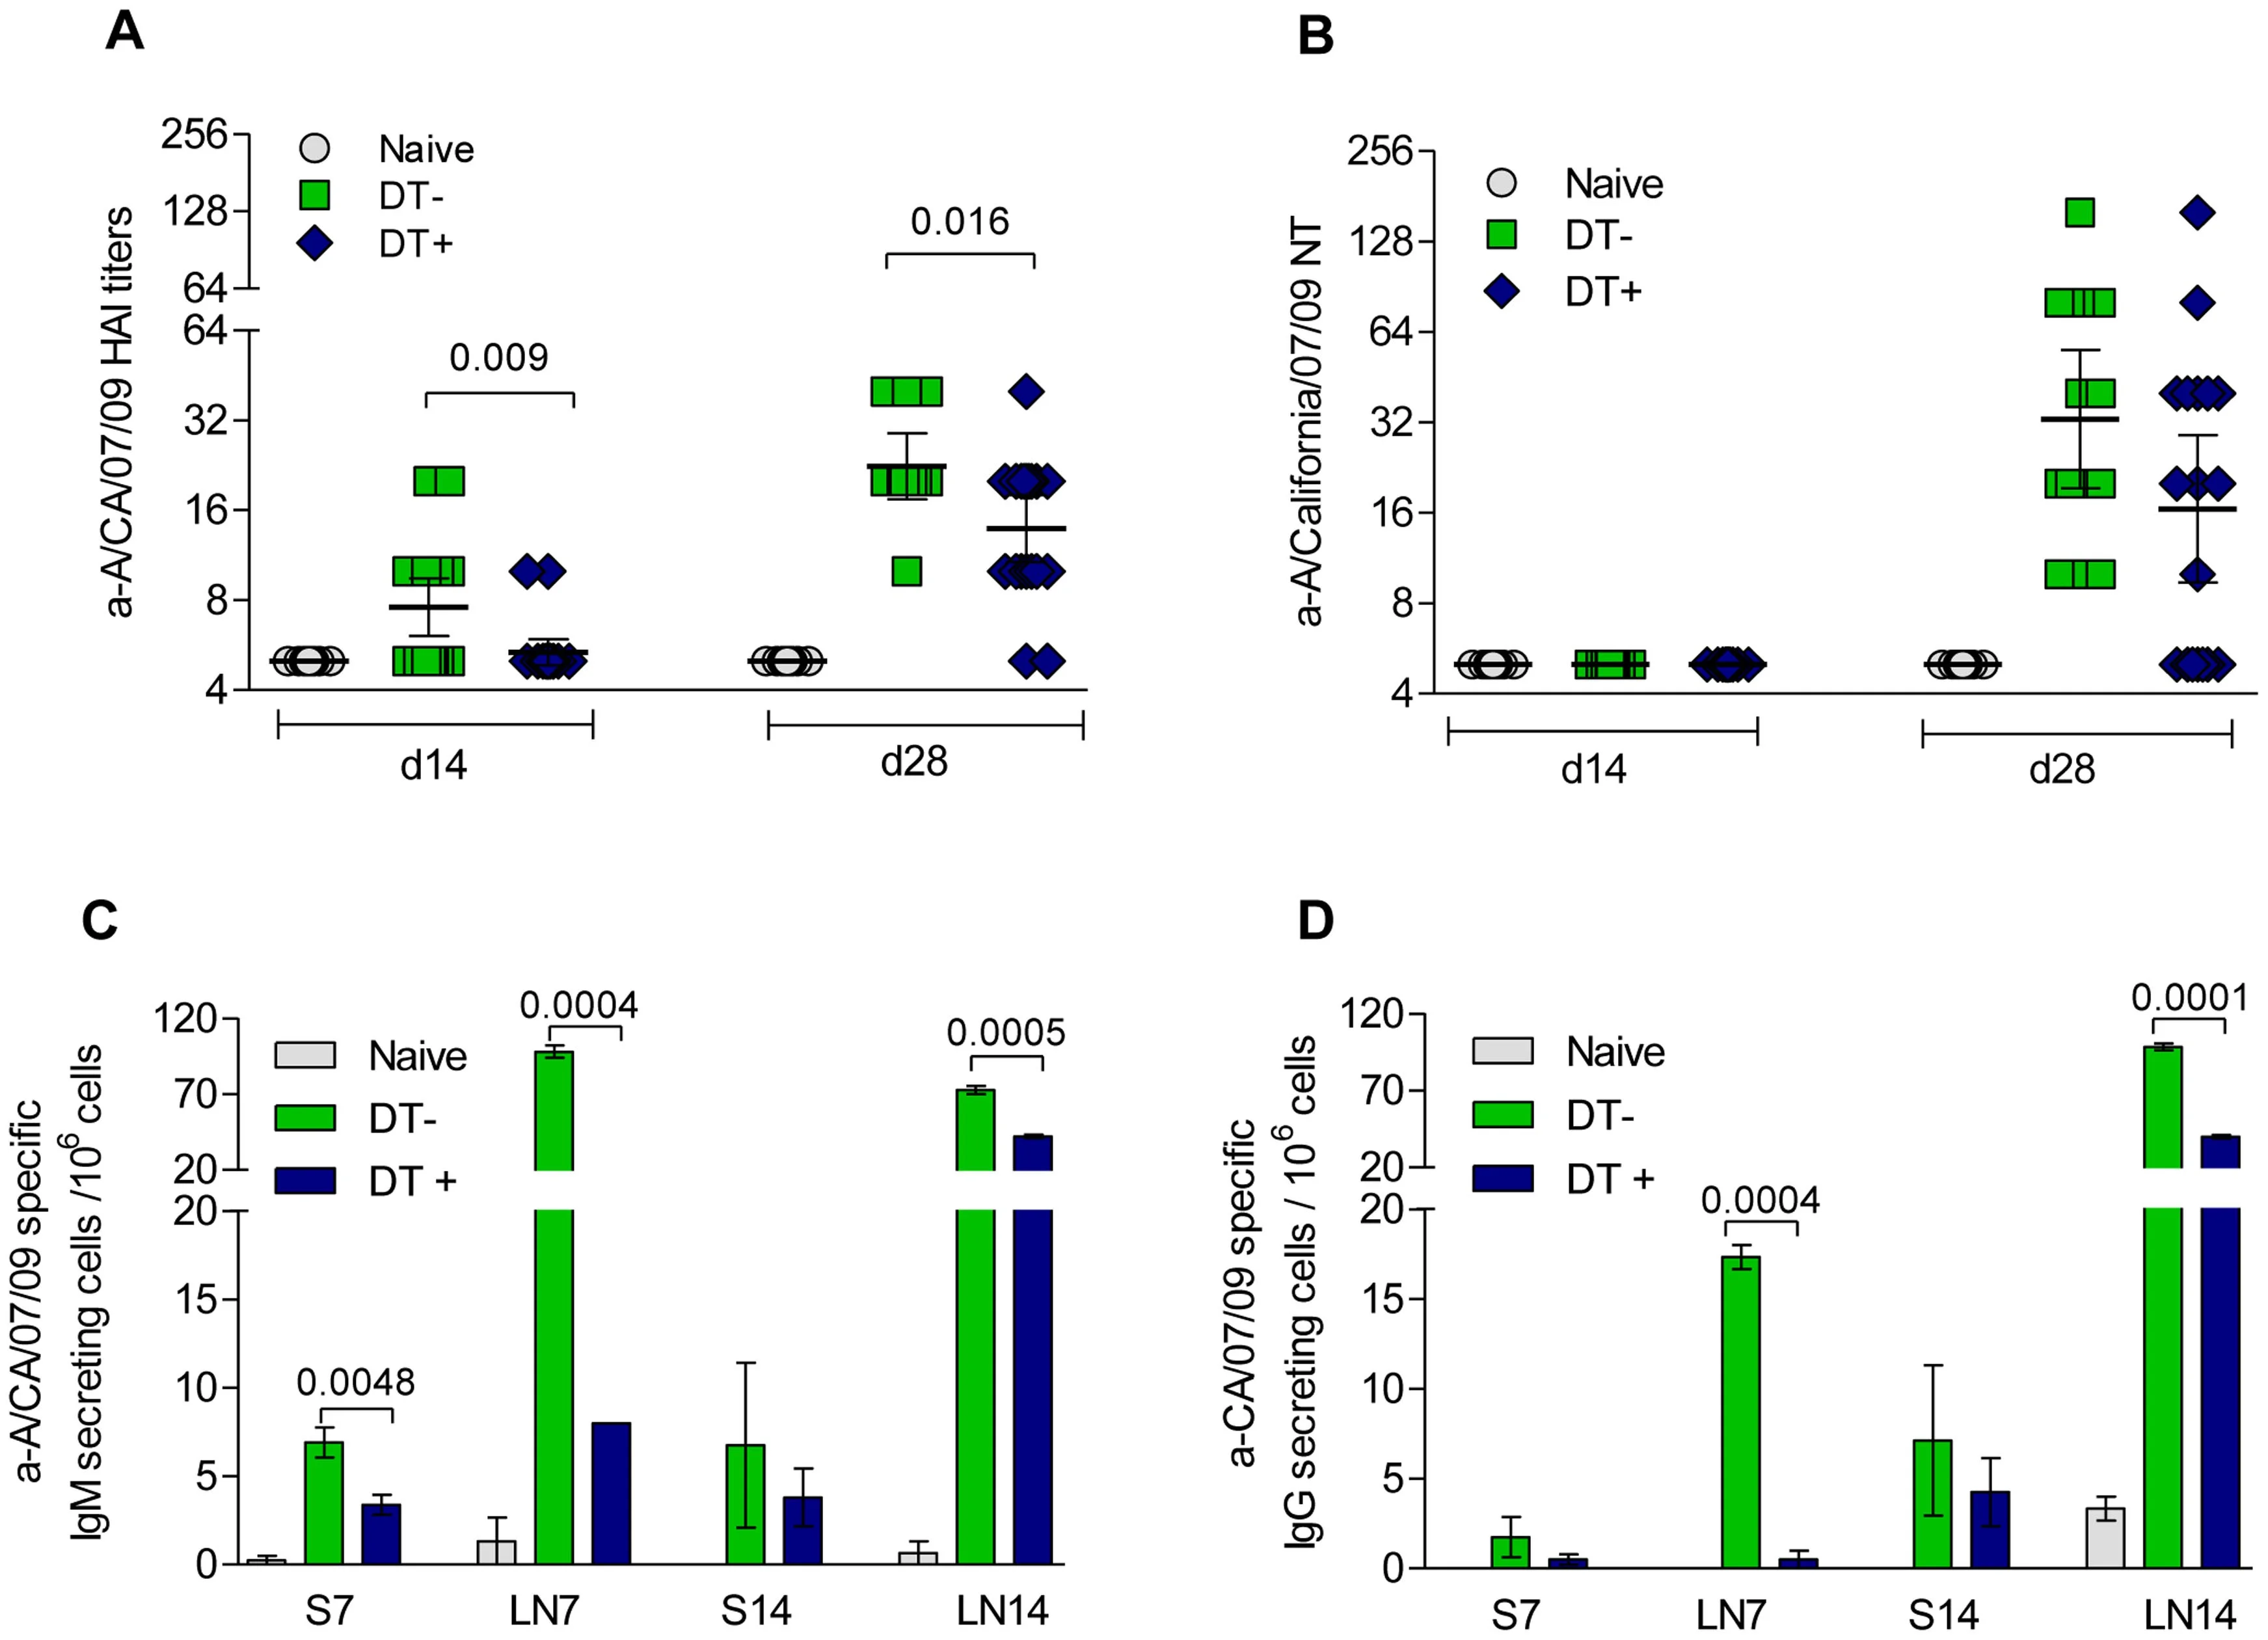 A
a-A/CA/07/09 HAI titers
256
128
64
64
32
16
8
4
Naive
DT-
DT+
0.009
0.016
d14
d28
B
a-A/California/07/09 NT
256
128
64
32
16
8
4
Naive
DT-
DT+
d14
d28
C
a-A/CA/07/09 specific
IgM secreting cells /10⁶ cells
120
70
20
20
15
10
5
0
Naive
DT-
DT +
0.0048
0.0004
0.0005
S7
LN7
S14
LN14
D
a-CA/07/09 specific
IgG secreting cells / 10⁶ cells
120
70
20
20
15
10
5
0
Naive
DT-
DT +
0.0004
0.0001
S7
LN7
S14
LN14